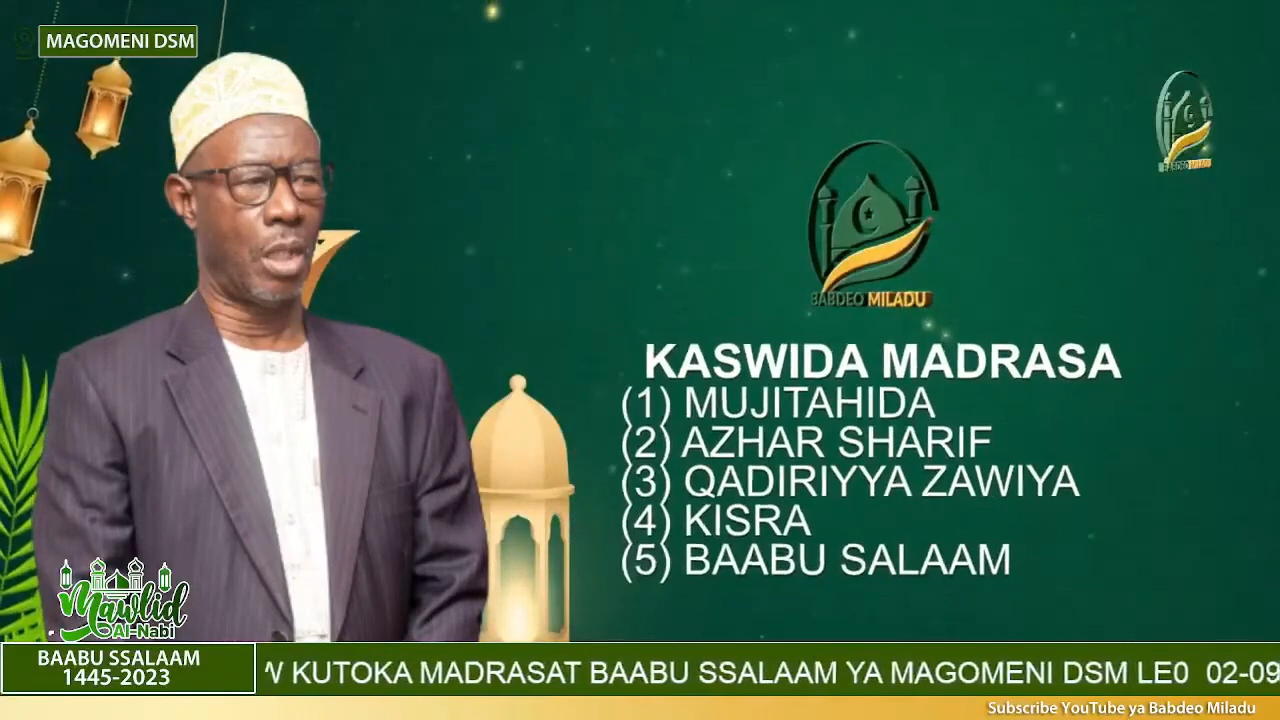 MAGOMENI DSM
BABDEO MILADU
BABDEO MILADU
KASWIDA MADRASA
(1) MUJITAHIDA
(2) AZHAR SHARIF
(3) QADIRIYYA ZAWIYA
(4) KISRA
(5) BAABU SALAAM
Mawlid
Al-Nabi
BAABU SSALAAM
1445-2023
W KUTOKA MADRASAT BAABU SSALAAM YA MAGOMENI DSM LE0 02-09
Subscribe YouTube ya Babdeo Miladu